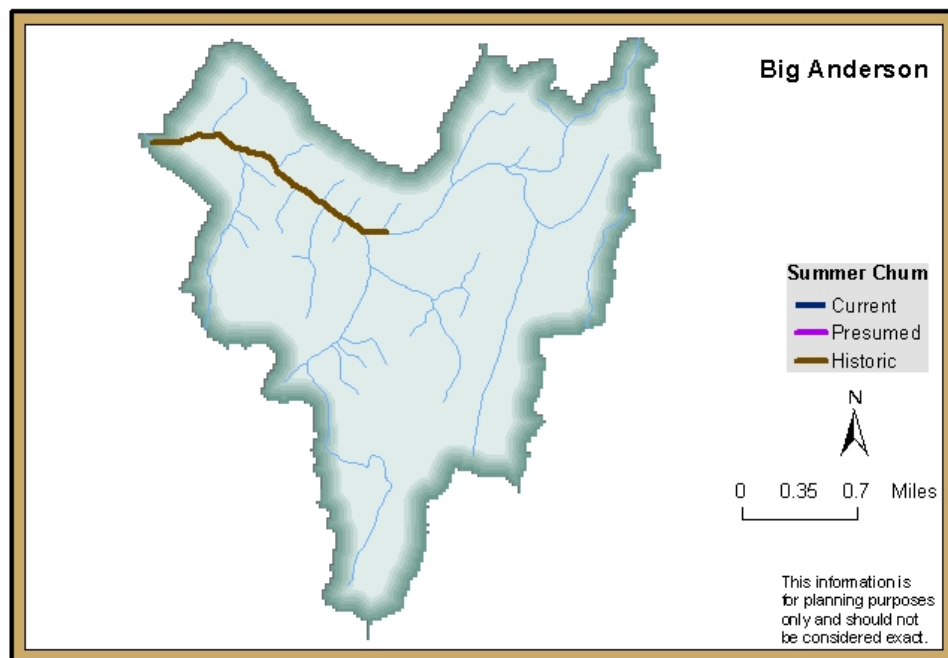 Big Anderson
Summer Chum
Current
Presumed
Historic
N
0 0.35 0.7 Miles
This information is
for planning purposes
only and should not
be considered exact.